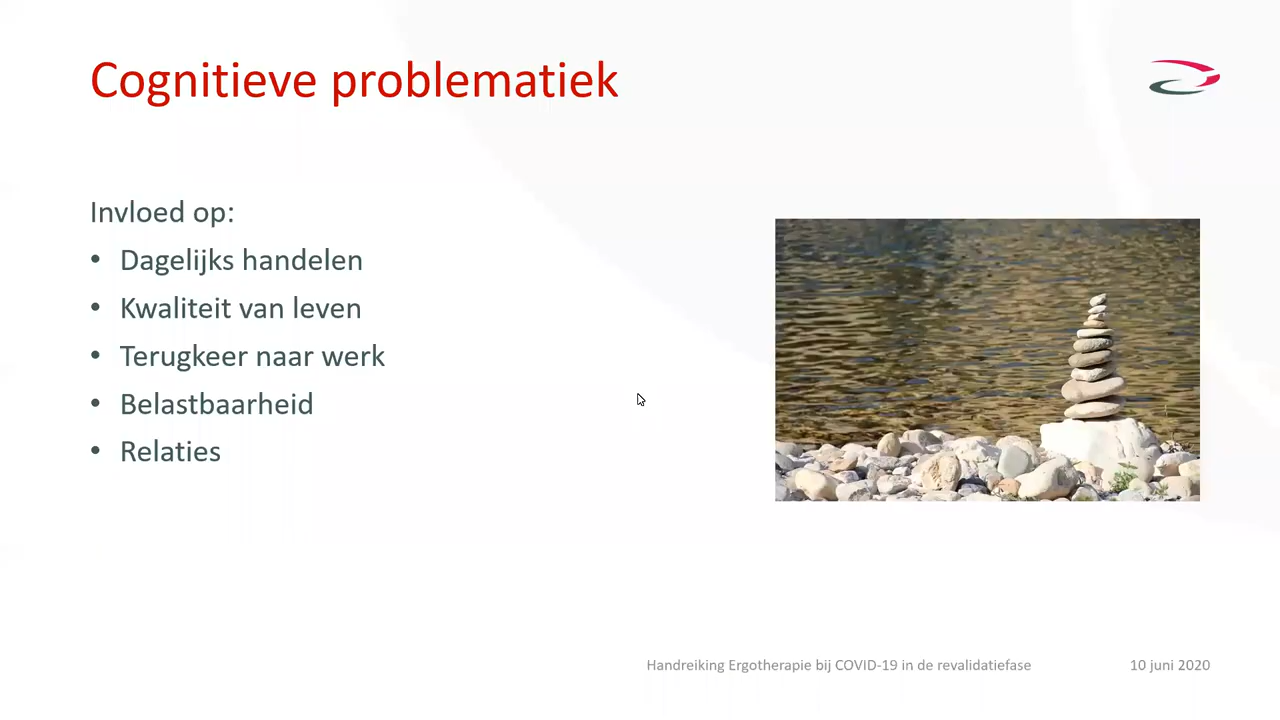 Cognitieve problematiek
Invloed op:
• Dagelijks handelen
• Kwaliteit van leven
• Terugkeer naar werk
• Belastbaarheid
• Relaties
Handreiking Ergotherapie bij COVID-19 in de revalidatiefase
10 juni 2020